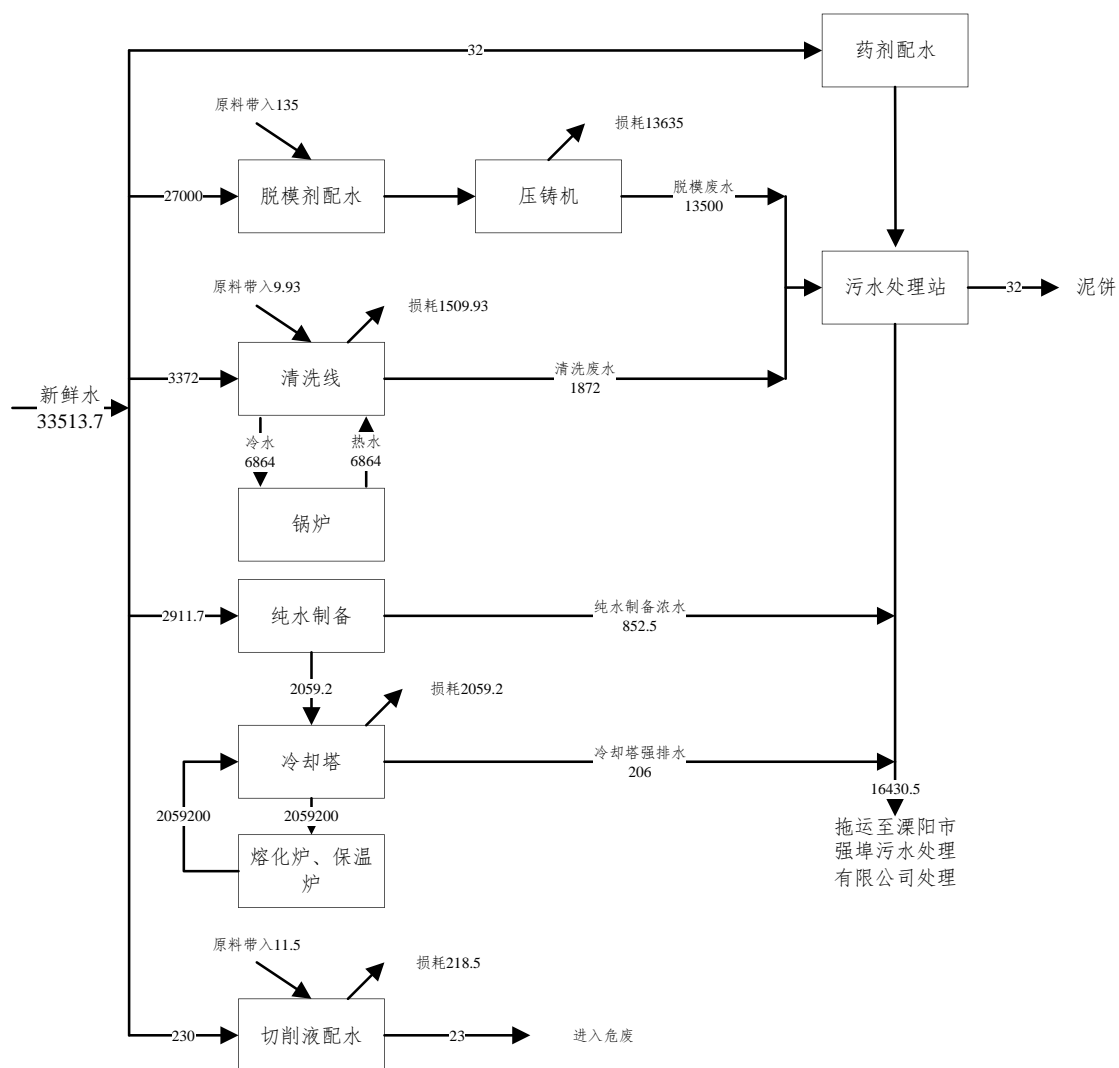 32
药剂配水
原料带入135
损耗13635
27000
脱模剂配水
压铸机
脱模废水
13500
原料带入9.93
损耗1509.93
污水处理站
32
泥饼
新鲜水
33513.7
3372
清洗线
清洗废水
1872
冷水
6864
热水
6864
锅炉
2911.7
纯水制备
纯水制备浓水
852.5
2059.2
损耗2059.2
冷却塔
冷却塔强排水
206
2059200
2059200
16430.5
熔化炉、保温
炉
拖运至溧阳市
强埠污水处理
有限公司处理
原料带入11.5
损耗218.5
230
切削液配水
23
进入危废